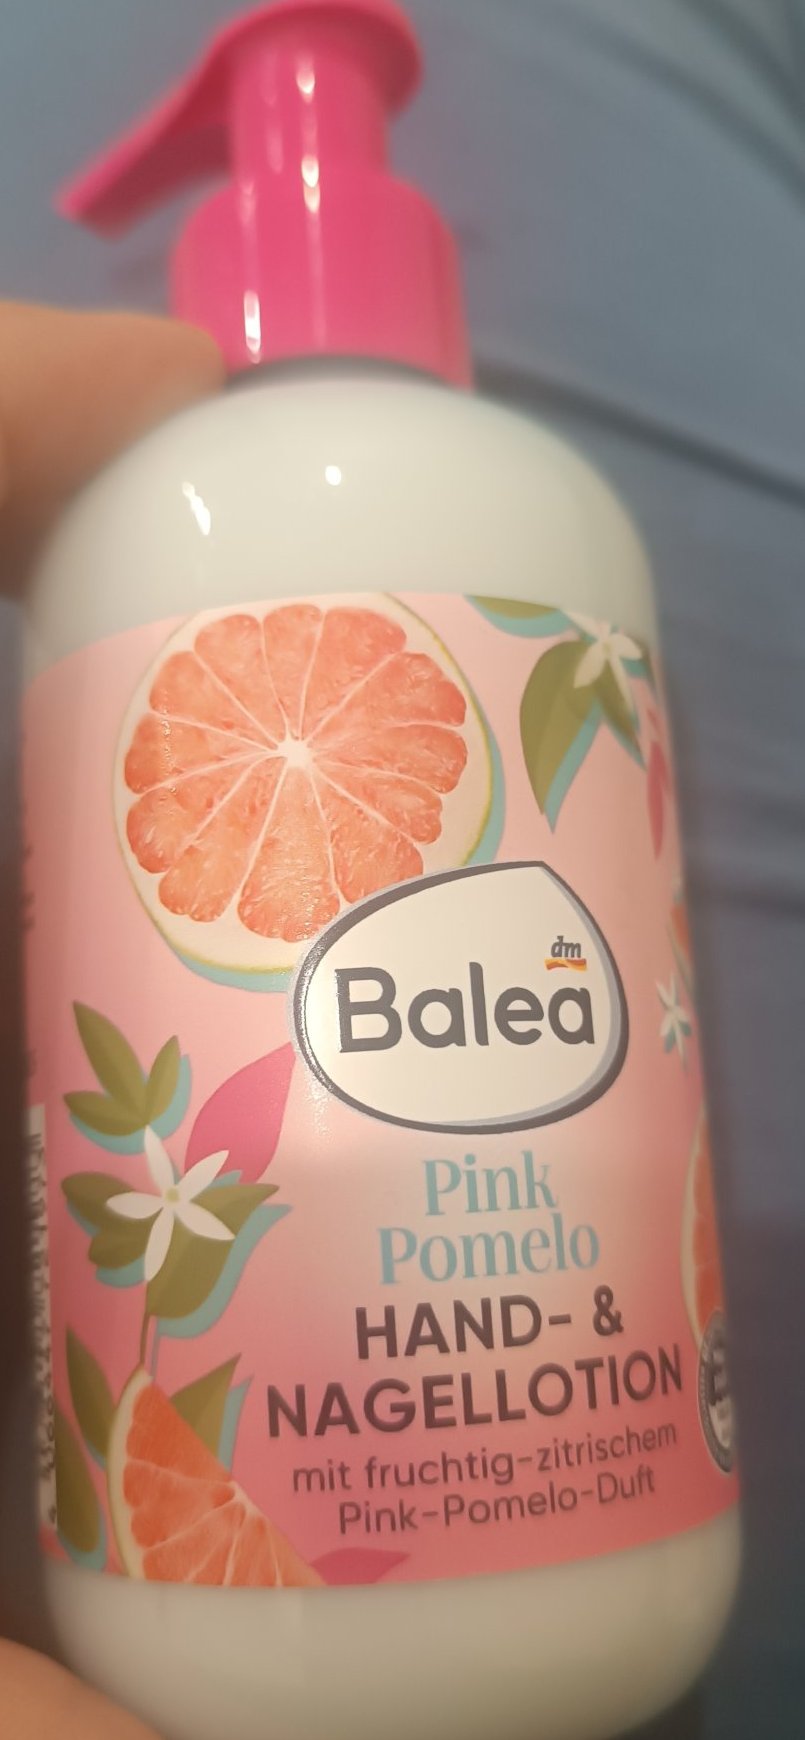 dm
Balea
Pink
Pomelo
HAND- &
NAGELLOTION
mit fruchtig-zitrischem
Pink-Pomelo-Duft